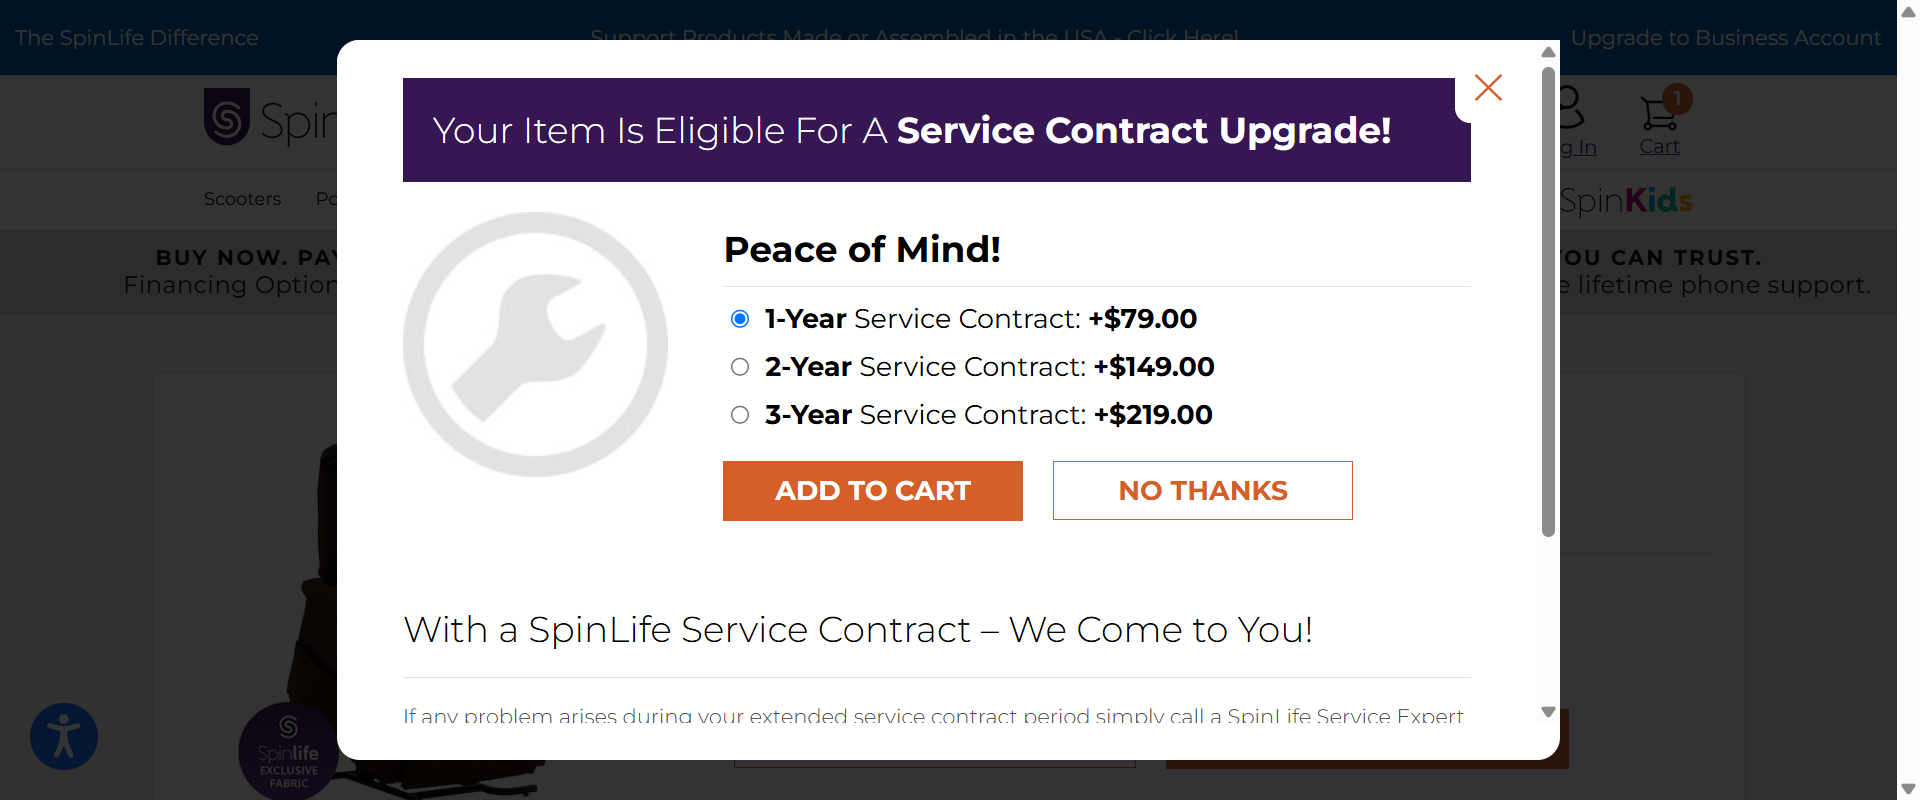 The SpinLife Difference
Support Products Made or Assembled in the USA - Click Here!
Upgrade to Business Account
Spin
1
g In
Cart
Scooters
SpinKids
BUY NOW. PAY
Financing Option
YOU CAN TRUST.
e lifetime phone support.
Your Item Is Eligible For A Service Contract Upgrade!
Peace of Mind!
1-Year Service Contract: +$79.00
2-Year Service Contract: +$149.00
3-Year Service Contract: +$219.00
ADD TO CART
NO THANKS
With a SpinLife Service Contract – We Come to You!
If any problem arises during your extended service contract period simply call a SpinLife Service Expert
Spinlife
EXCLUSIVE
FABRIC